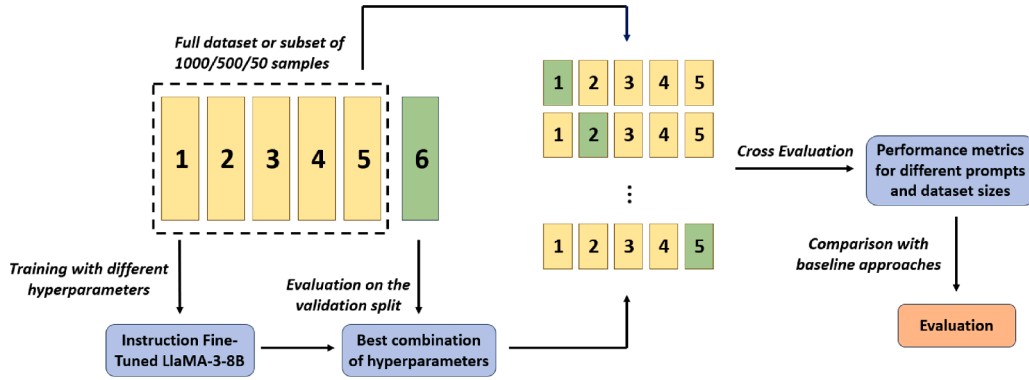 Full dataset or subset of
1000/500/50 samples
1 2 3 4 5 6
Training with different
hyperparameters
Evaluation on the
validation split
Instruction Fine-
Tuned LlaMA-3-8B
Best combination
of hyperparameters
1 2 3 4 5
1 2 3 4 5
...
1 2 3 4 5
Cross Evaluation
Performance metrics
for different prompts
and dataset sizes
Comparison with
baseline approaches
Evaluation